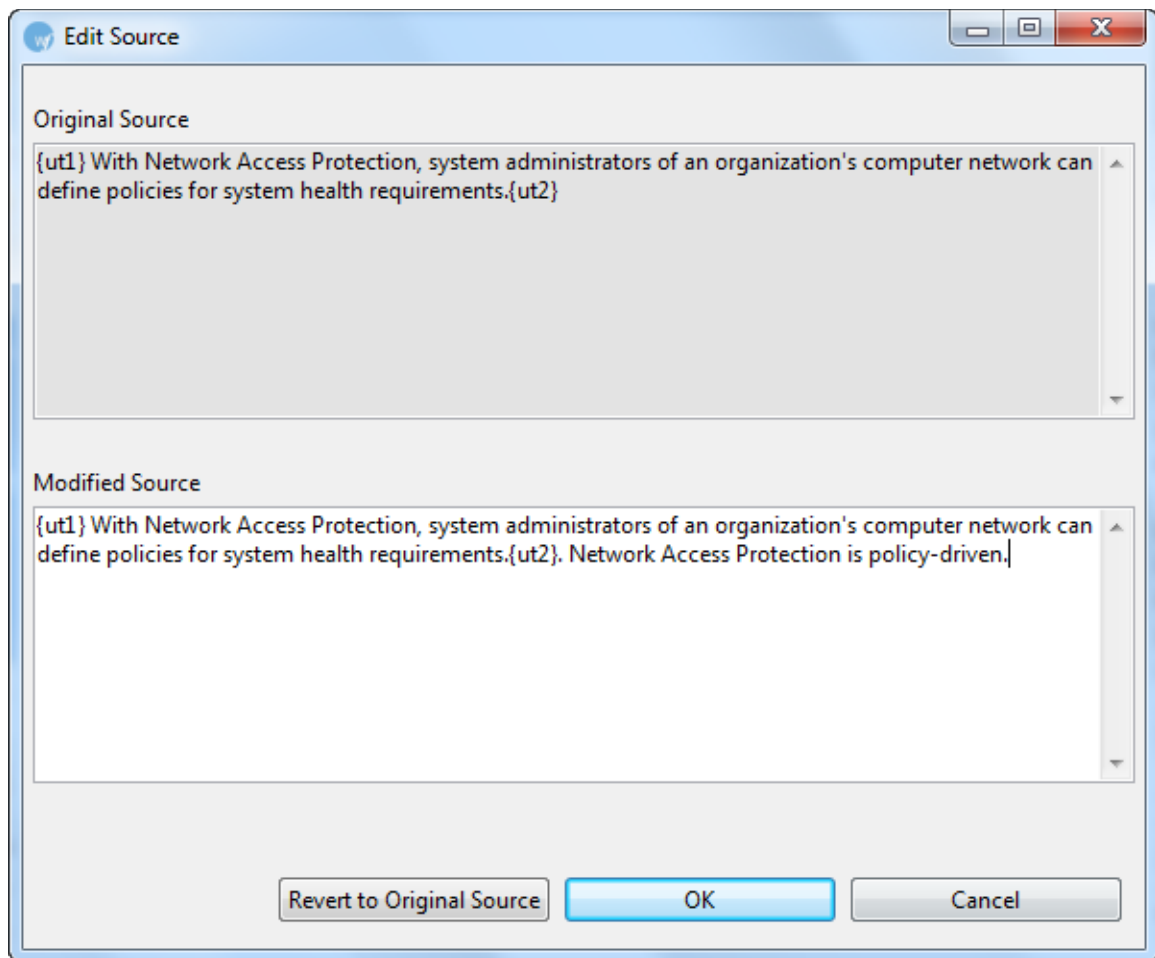 Edit Source
Original Source
{ut1} With Network Access Protection, system administrators of an organization's computer network can
define policies for system health requirements.{ut2}
Modified Source
{ut1} With Network Access Protection, system administrators of an organization's computer network can
define policies for system health requirements.{ut2}. Network Access Protection is policy-driven.
Revert to Original Source
OK
Cancel